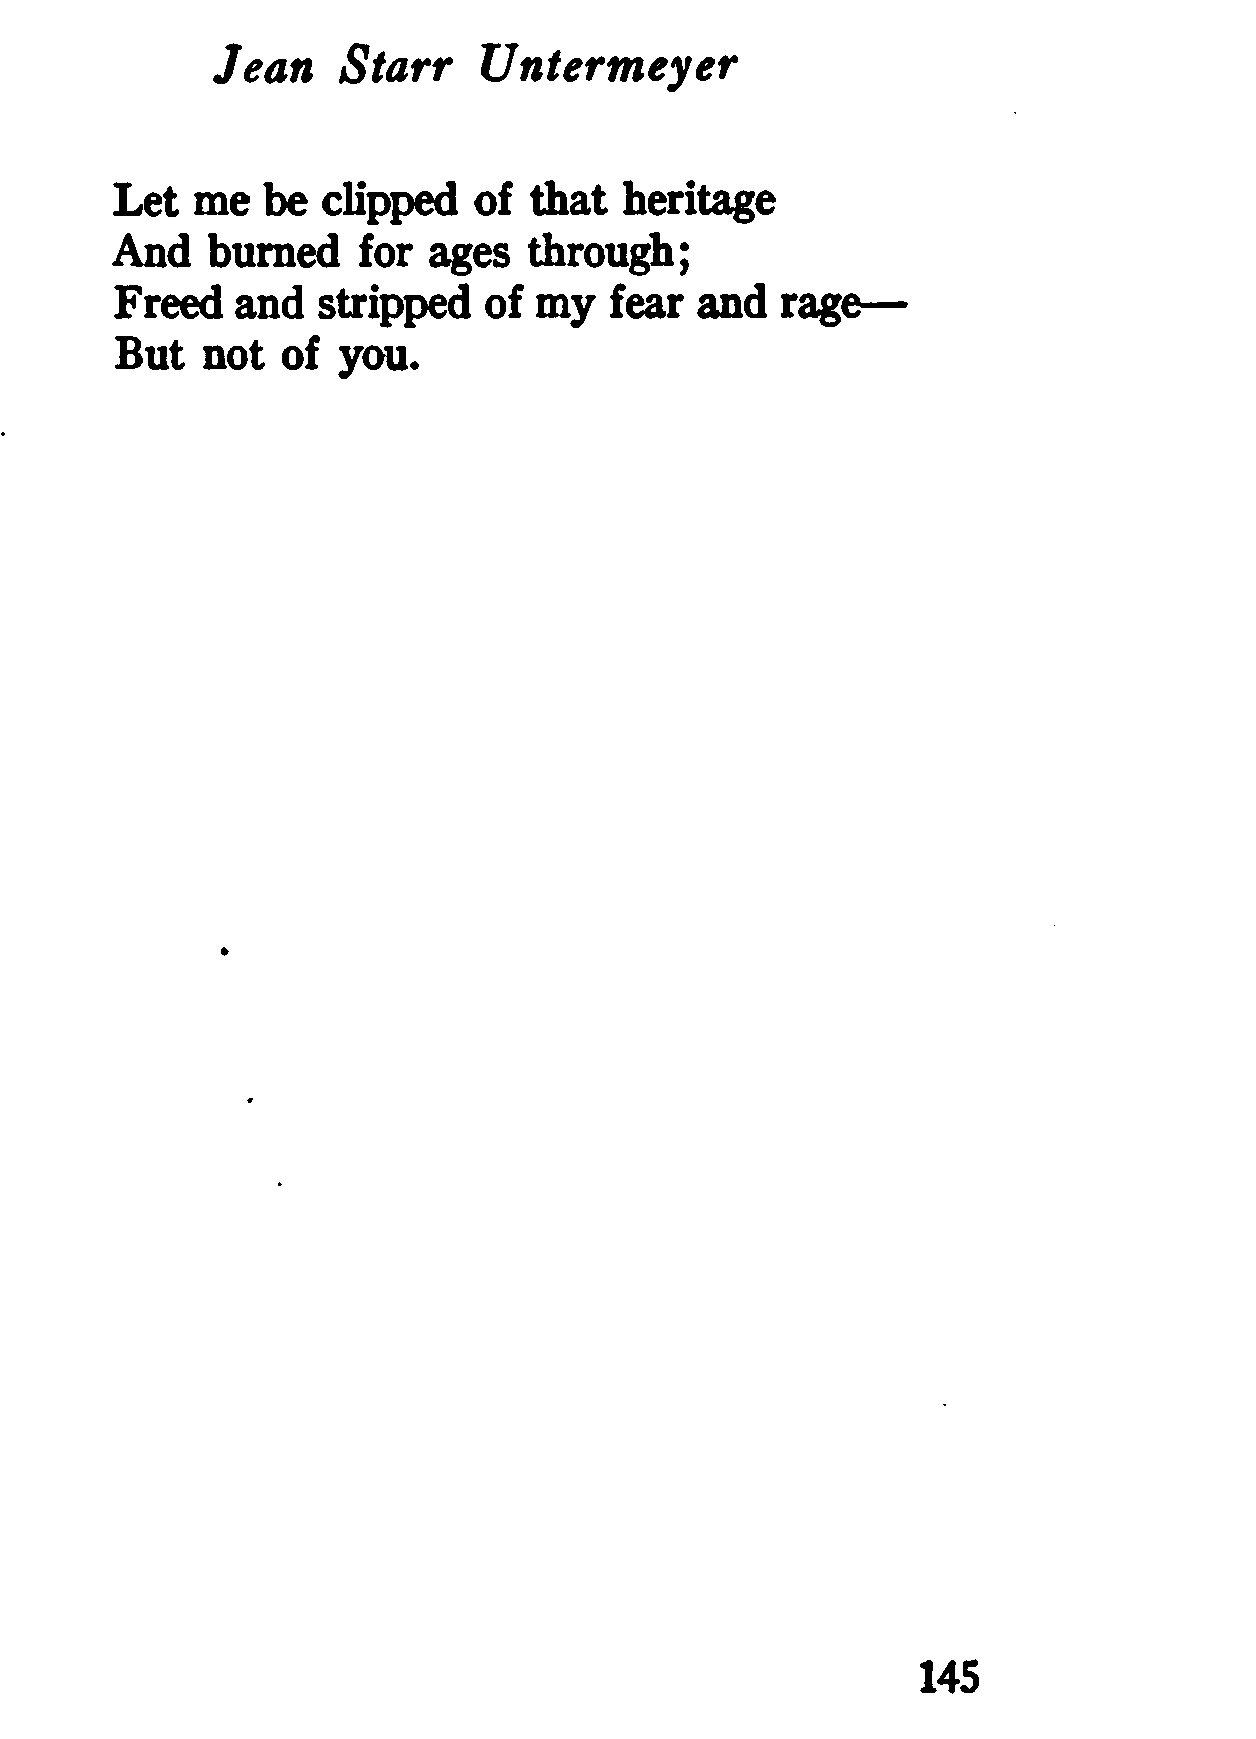 Jean Starr Untermeyer
Let me be clipped of that heritage
And burned for ages through;
Freed and stripped of my fear and rage—
But not of you.
145